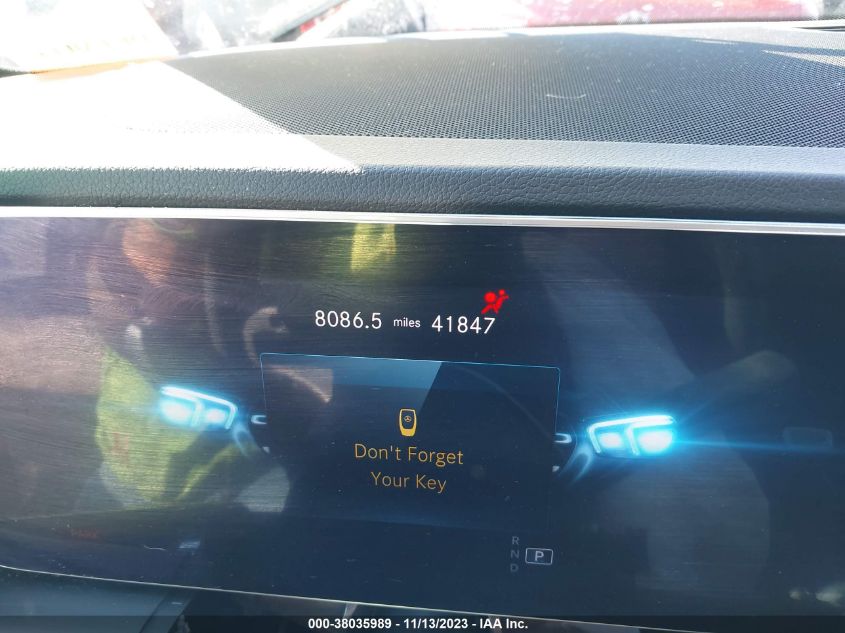 8086.5 miles 41847
Don't Forget
Your Key
R
N P
D
000-38035989 - 11/13/2023 - IAA Inc.